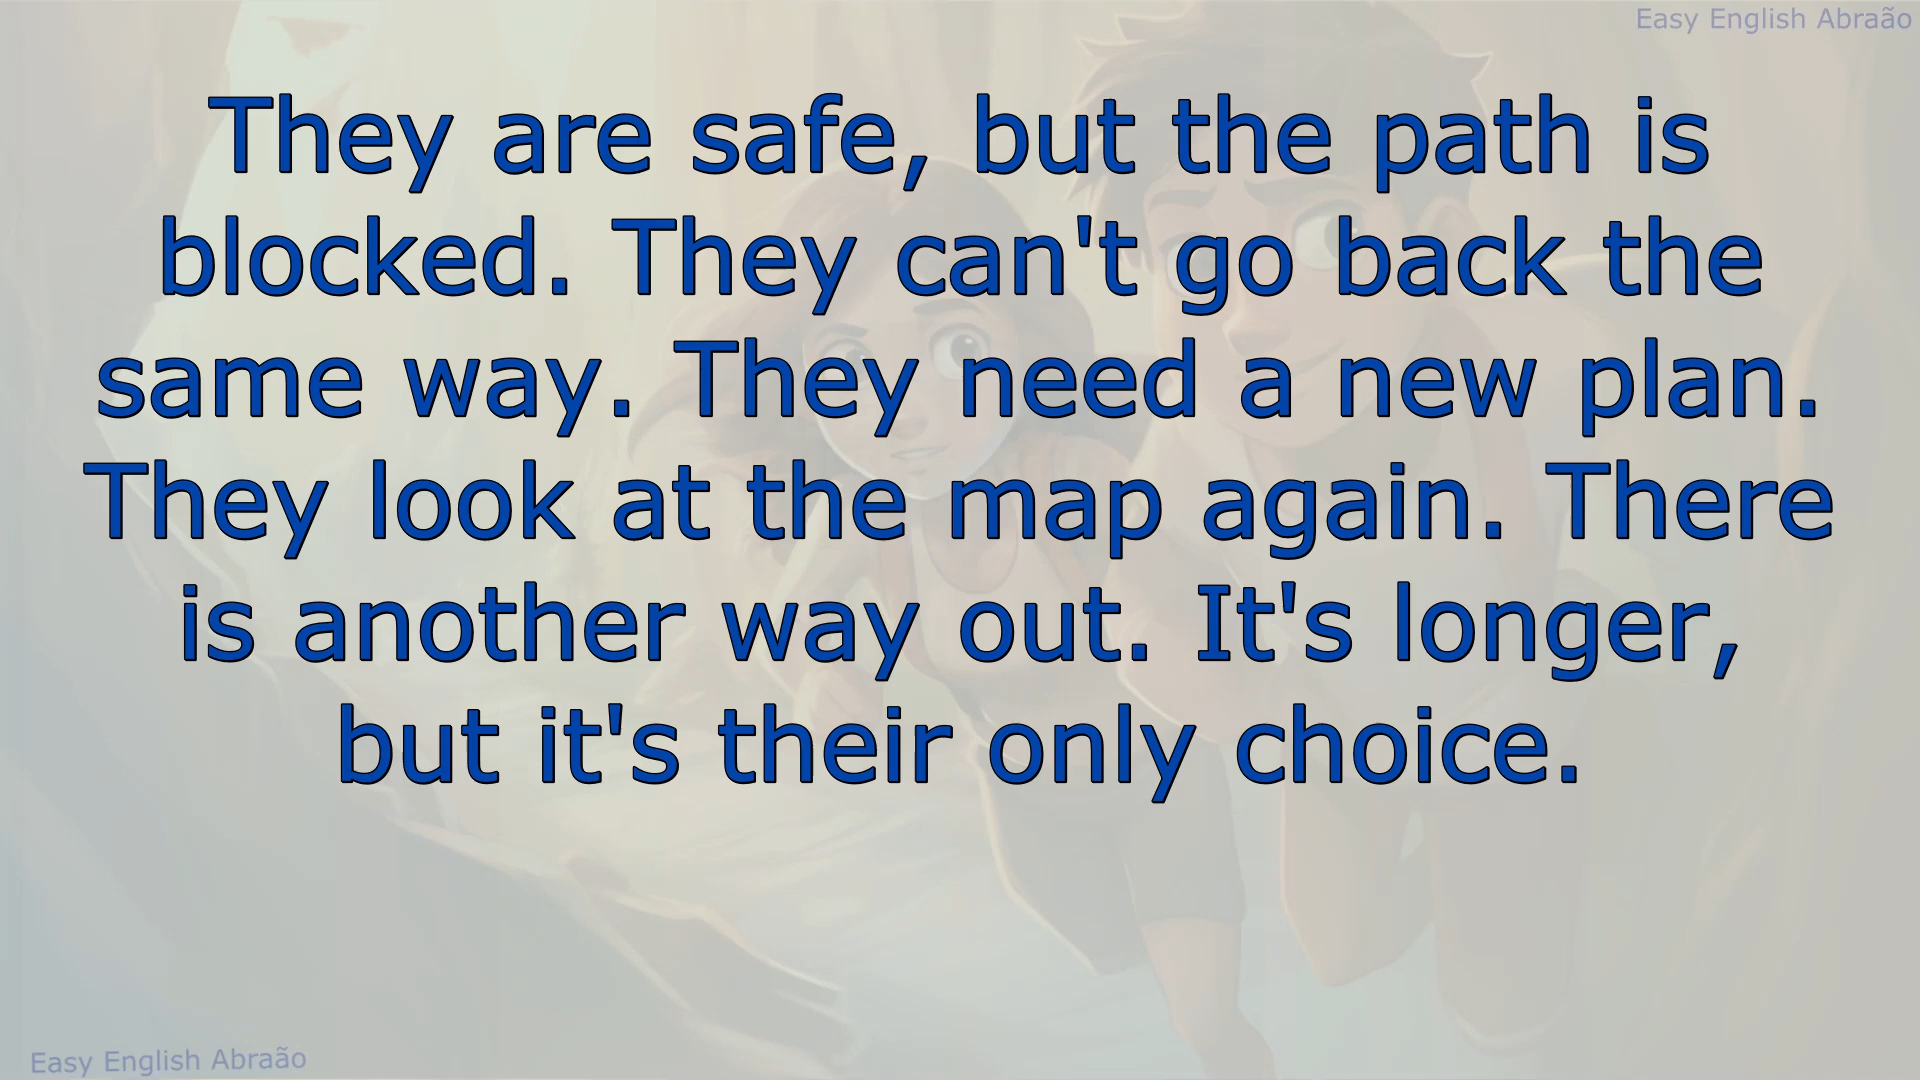 Easy English Abraão
They are safe, but the path is
blocked. They can't go back the
same way. They need a new plan.
They look at the map again. There
is another way out. It's longer,
but it's their only choice.
Easy English Abraão